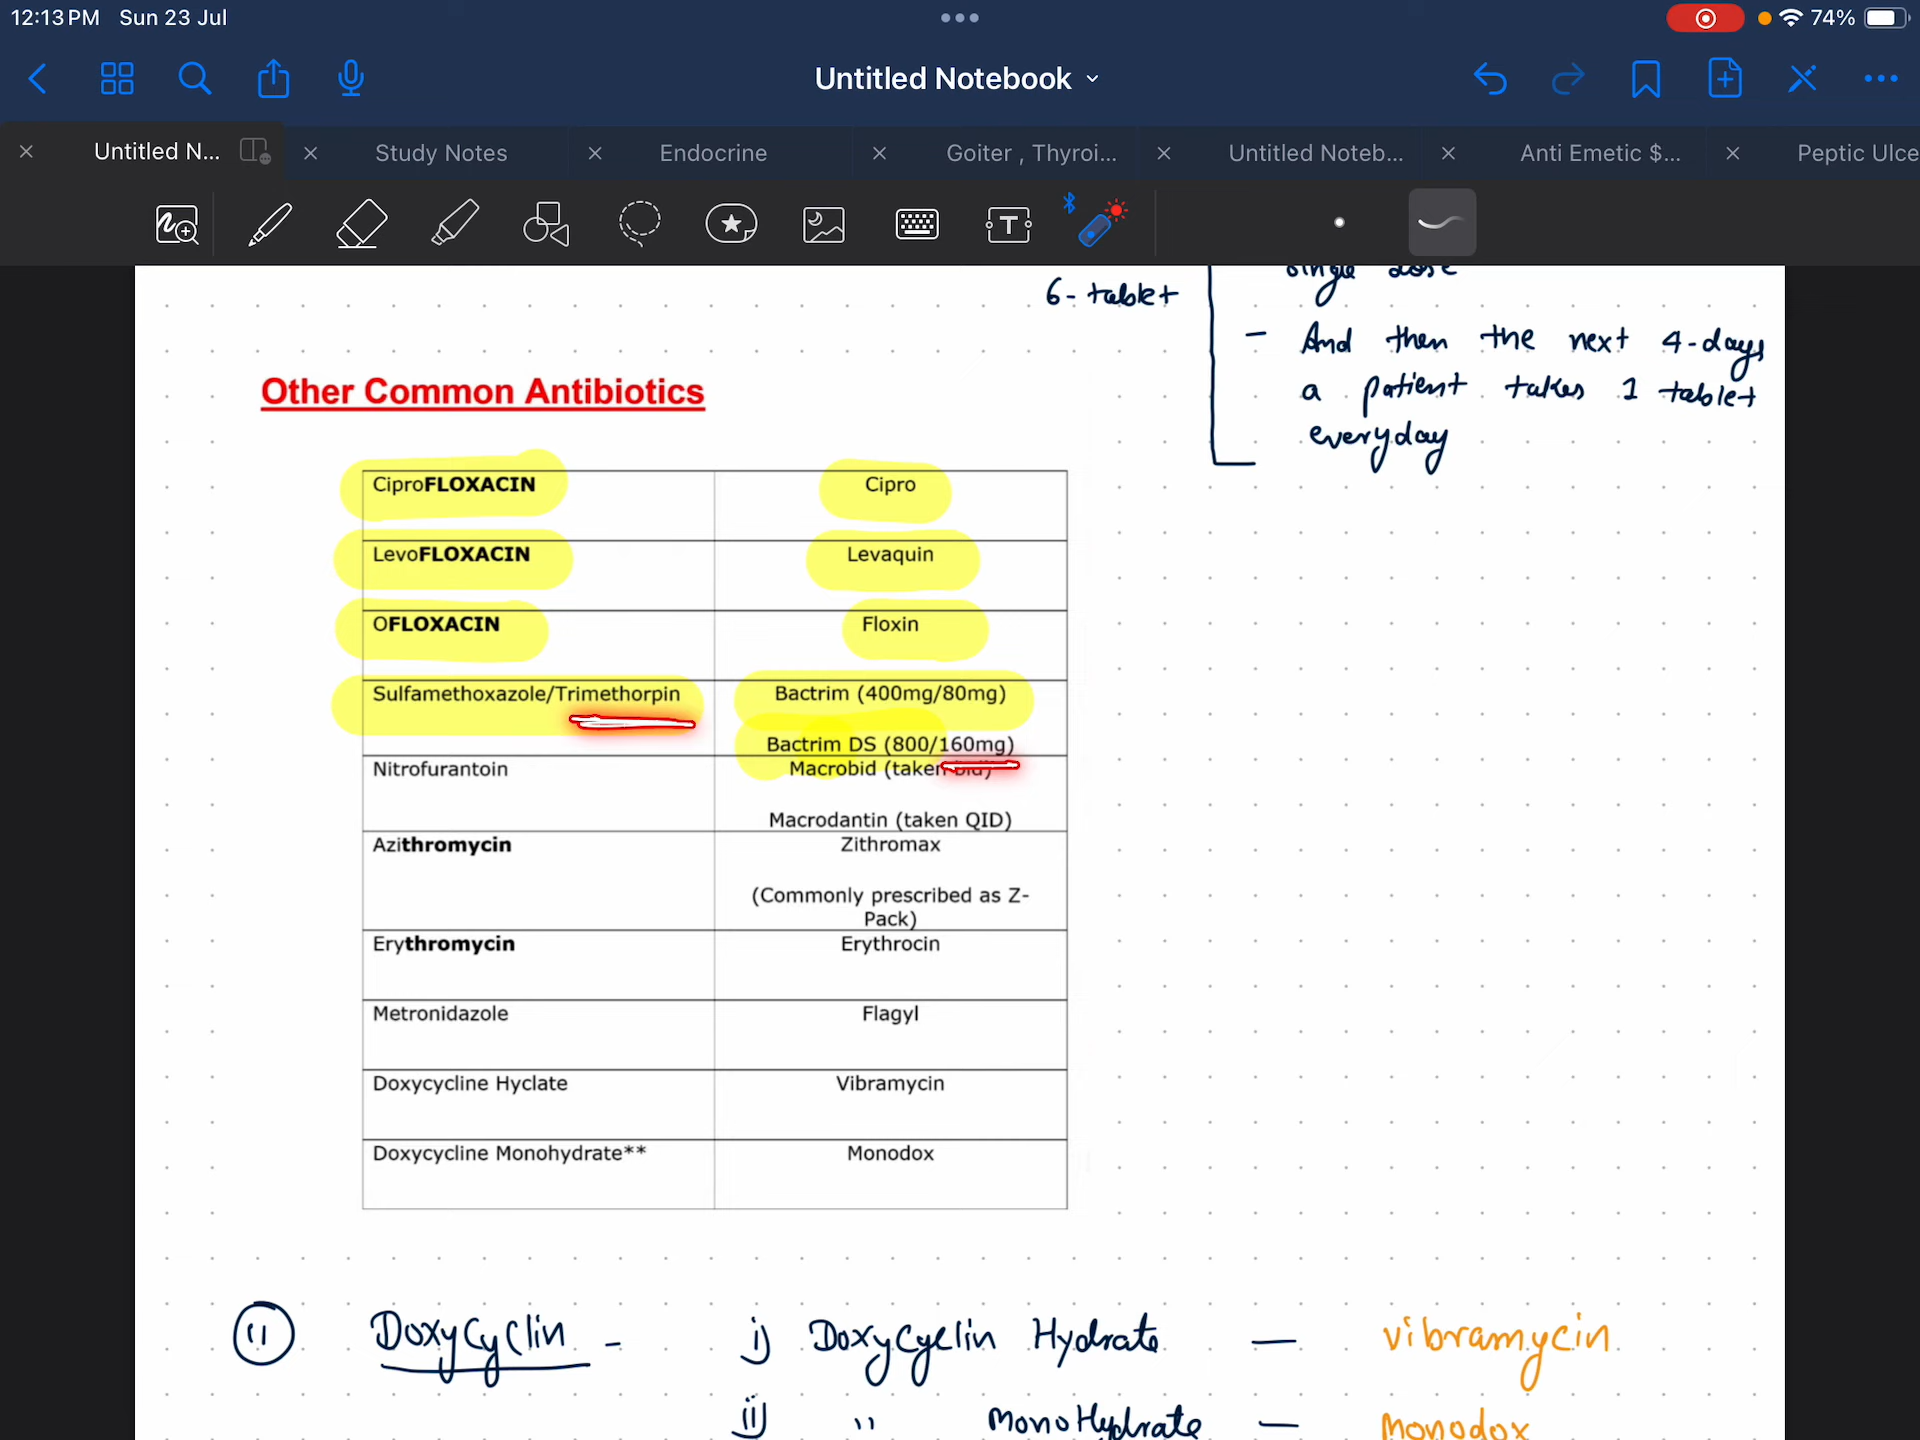 12:13 PM Sun 23 Jul
74%
Untitled Notebook
Untitled N...
Study Notes
Endocrine
Goiter , Thyroi...
Untitled Noteb...
Anti Emetic $...
Peptic Ulce
single dose
6-tablet
- And then the next 4-days
a patient takes 1 tablet
everyday
Other Common Antibiotics
CiproFLOXACIN Cipro
LevoFLOXACIN Levaquin
OFLOXACIN Floxin
Sulfamethoxazole/Trimethorpin Bactrim (400mg/80mg)
Bactrim DS (800/160mg)
Nitrofurantoin Macrobid (taken bid)
Macrodantin (taken QID)
Azithromycin Zithromax
(Commonly prescribed as Z-
Pack)
Erythromycin Erythrocin
Metronidazole Flagyl
Doxycycline Hyclate Vibramycin
Doxycycline Monohydrate** Monodox
11 Doxycyclin - i) Doxycyclin Hydrate — vibramycin
ii) " MonoHydrate — monodox